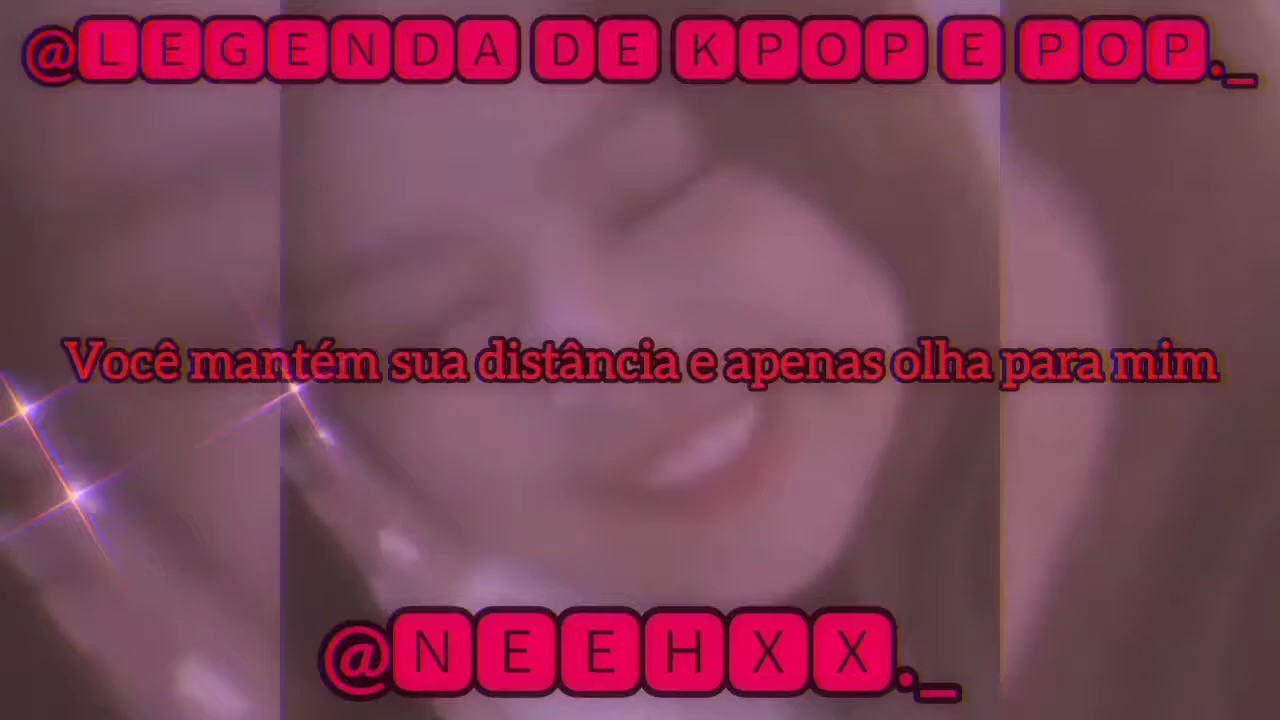 @LEGENDA DE KPOP E POP._
Você mantém sua distância e apenas olha para mim
@NEEHXX._